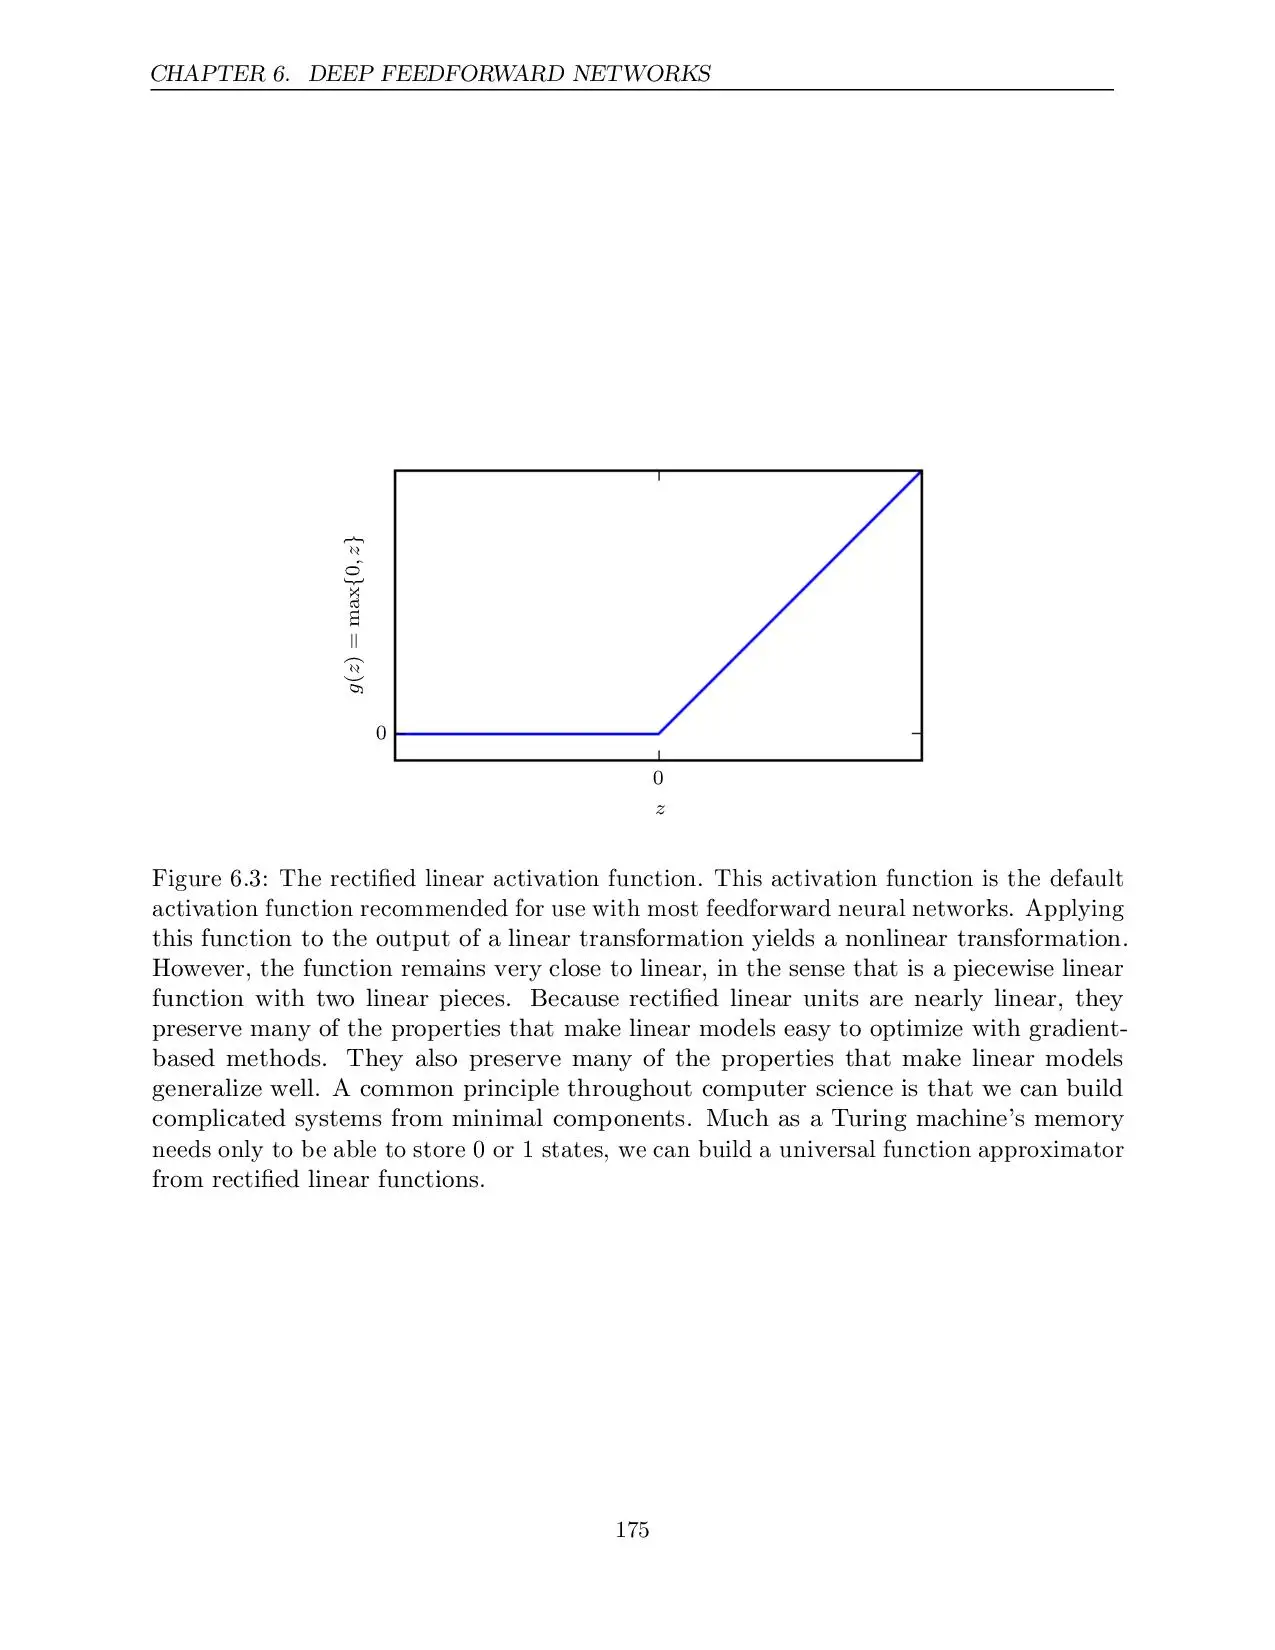 CHAPTER 6. DEEP FEEDFORWARD NETWORKS
g(z) = max{0, z}
0
0
z
Figure 6.3: The rectified linear activation function. This activation function is the default
activation function recommended for use with most feedforward neural networks. Applying
this function to the output of a linear transformation yields a nonlinear transformation.
However, the function remains very close to linear, in the sense that is a piecewise linear
function with two linear pieces. Because rectified linear units are nearly linear, they
preserve many of the properties that make linear models easy to optimize with gradient-
based methods. They also preserve many of the properties that make linear models
generalize well. A common principle throughout computer science is that we can build
complicated systems from minimal components. Much as a Turing machine's memory
needs only to be able to store 0 or 1 states, we can build a universal function approximator
from rectified linear functions.
175